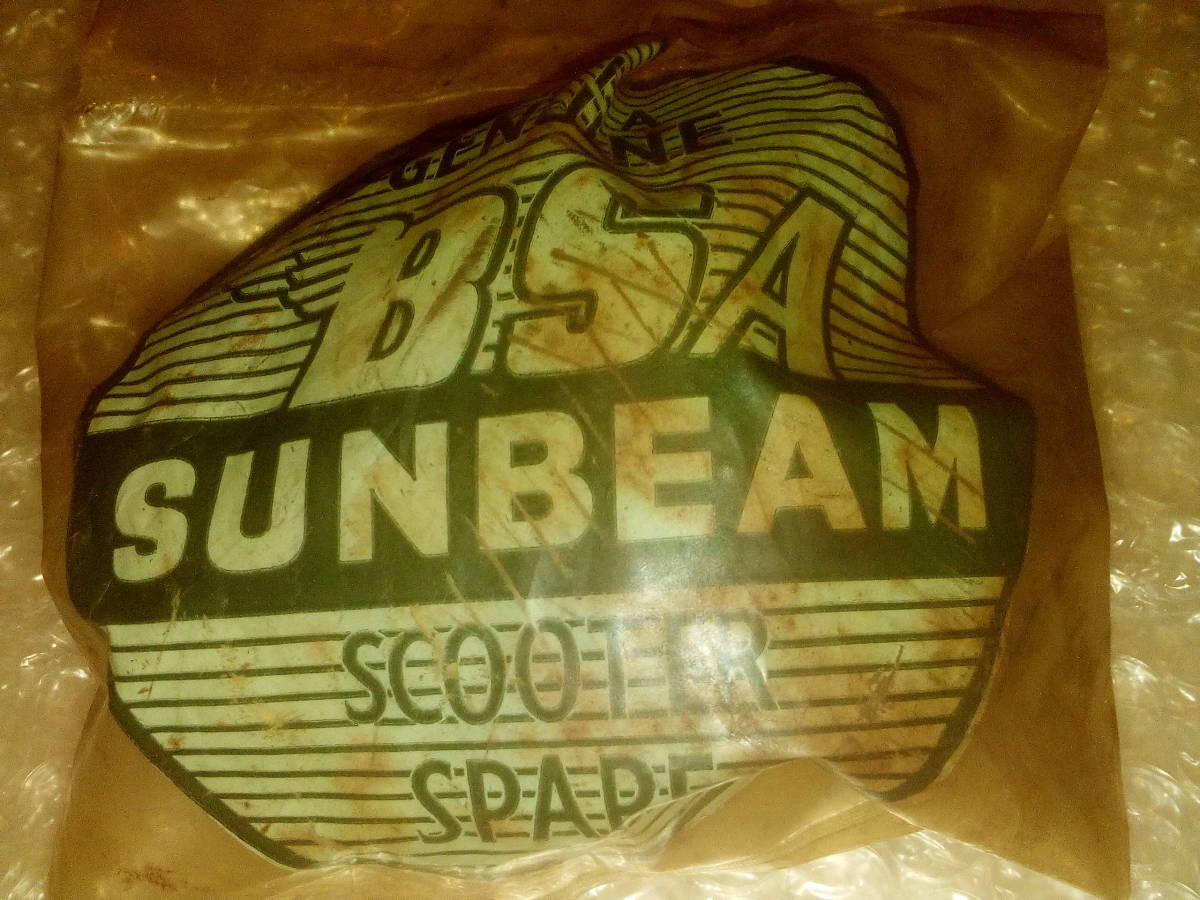 GENUINE
BSA
SUNBEAM
SCOOTER
SPARE